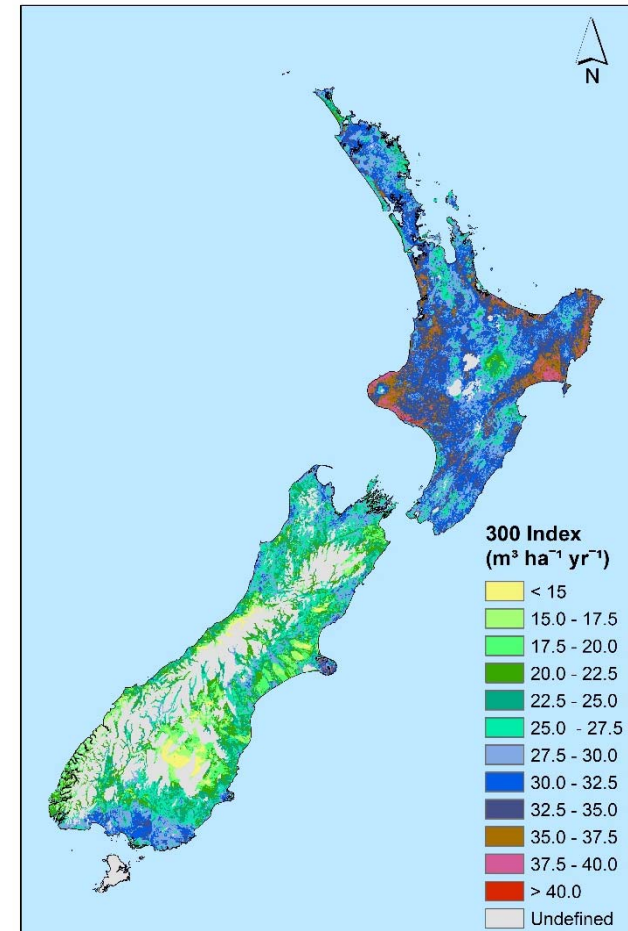 N
300 Index
(m³ ha⁻¹ yr⁻¹)
< 15
15.0 - 17.5
17.5 - 20.0
20.0 - 22.5
22.5 - 25.0
25.0 - 27.5
27.5 - 30.0
30.0 - 32.5
32.5 - 35.0
35.0 - 37.5
37.5 - 40.0
> 40.0
Undefined